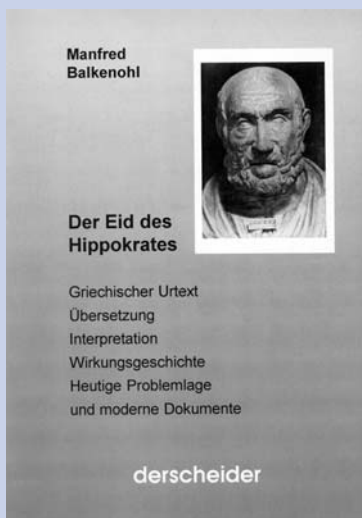 Manfred
Balkenohl
Der Eid des
Hippokrates
Griechischer Urtext
Übersetzung
Interpretation
Wirkungsgeschichte
Heutige Problemlage
und moderne Dokumente
derscheider